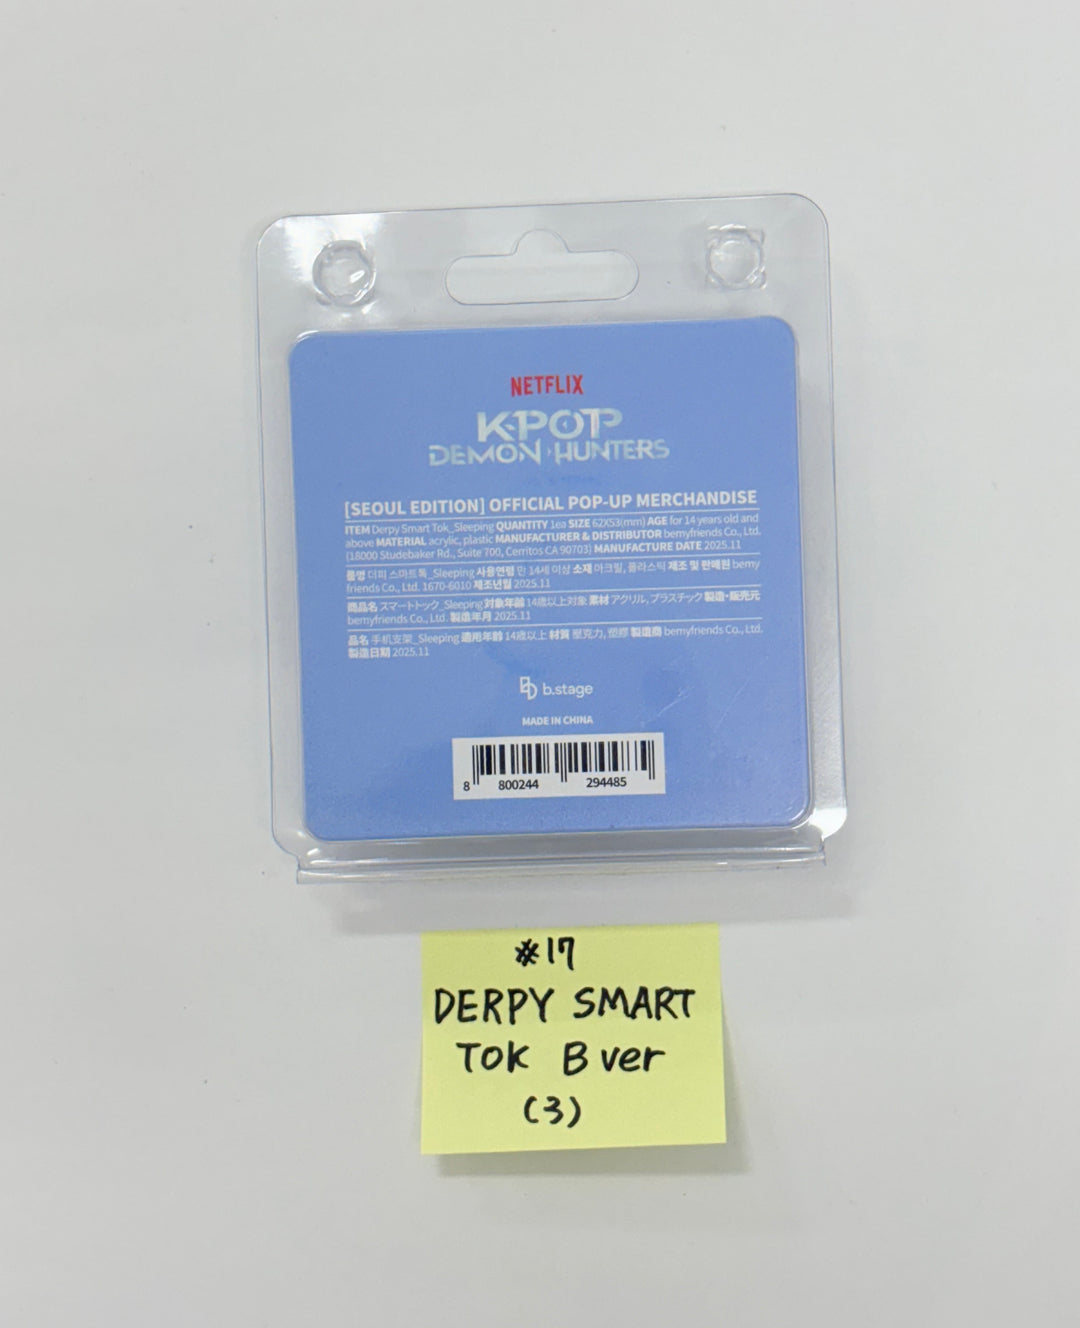 NETFLIX
K-POP
DEMON HUNTERS
[SEOUL EDITION] OFFICIAL POP-UP MERCHANDISE
ITEM Derpy Smart Tok_Sleeping QUANTITY 1ea SIZE 62X53(mm) AGE for 14 years old and
above MATERIAL acrylic, plastic MANUFACTURER & DISTRIBUTOR bemyfriends Co., Ltd.
(18000 Studebaker Rd., Suite 700, Cerritos CA 90703) MANUFACTURE DATE 2025.11
품명 더피 스마트톡_Sleeping 사용연령 만 14세 이상 소재 아크릴, 플라스틱 제조 및 판매원 bemy
friends Co., Ltd. 1670-6010 제조년월 2025.11
商品名 スマートトック_Sleeping 対象年齢 14歳以上対象 素材 アクリル, プラスチック 製造・販売元
bemyfriends Co., Ltd. 製造年月 2025.11
品名 手机支架_Sleeping 適用年齡 14歲以上 材質 壓克力, 塑膠 製造商 bemyfriends Co., Ltd.
製造日期 2025.11
b.stage
MADE IN CHINA
8 800244 294485
#17
DERPY SMART
TOK B ver
(3)